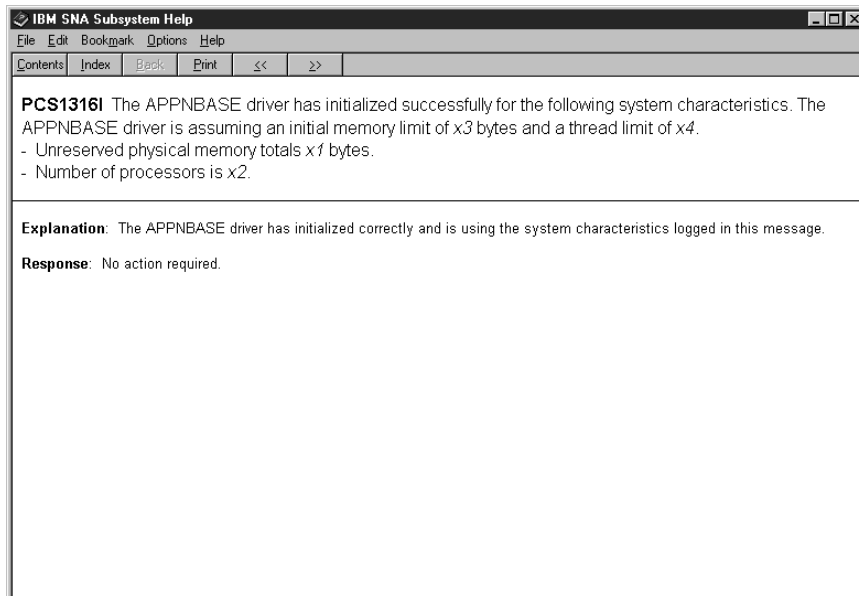 IBM SNA Subsystem Help
File Edit Bookmark Options Help
Contents Index Back Print << >>
PCS1316I The APPNBASE driver has initialized successfully for the following system characteristics. The
APPNBASE driver is assuming an initial memory limit of x3 bytes and a thread limit of x4.
- Unreserved physical memory totals x1 bytes.
- Number of processors is x2.
Explanation: The APPNBASE driver has initialized correctly and is using the system characteristics logged in this message.
Response: No action required.